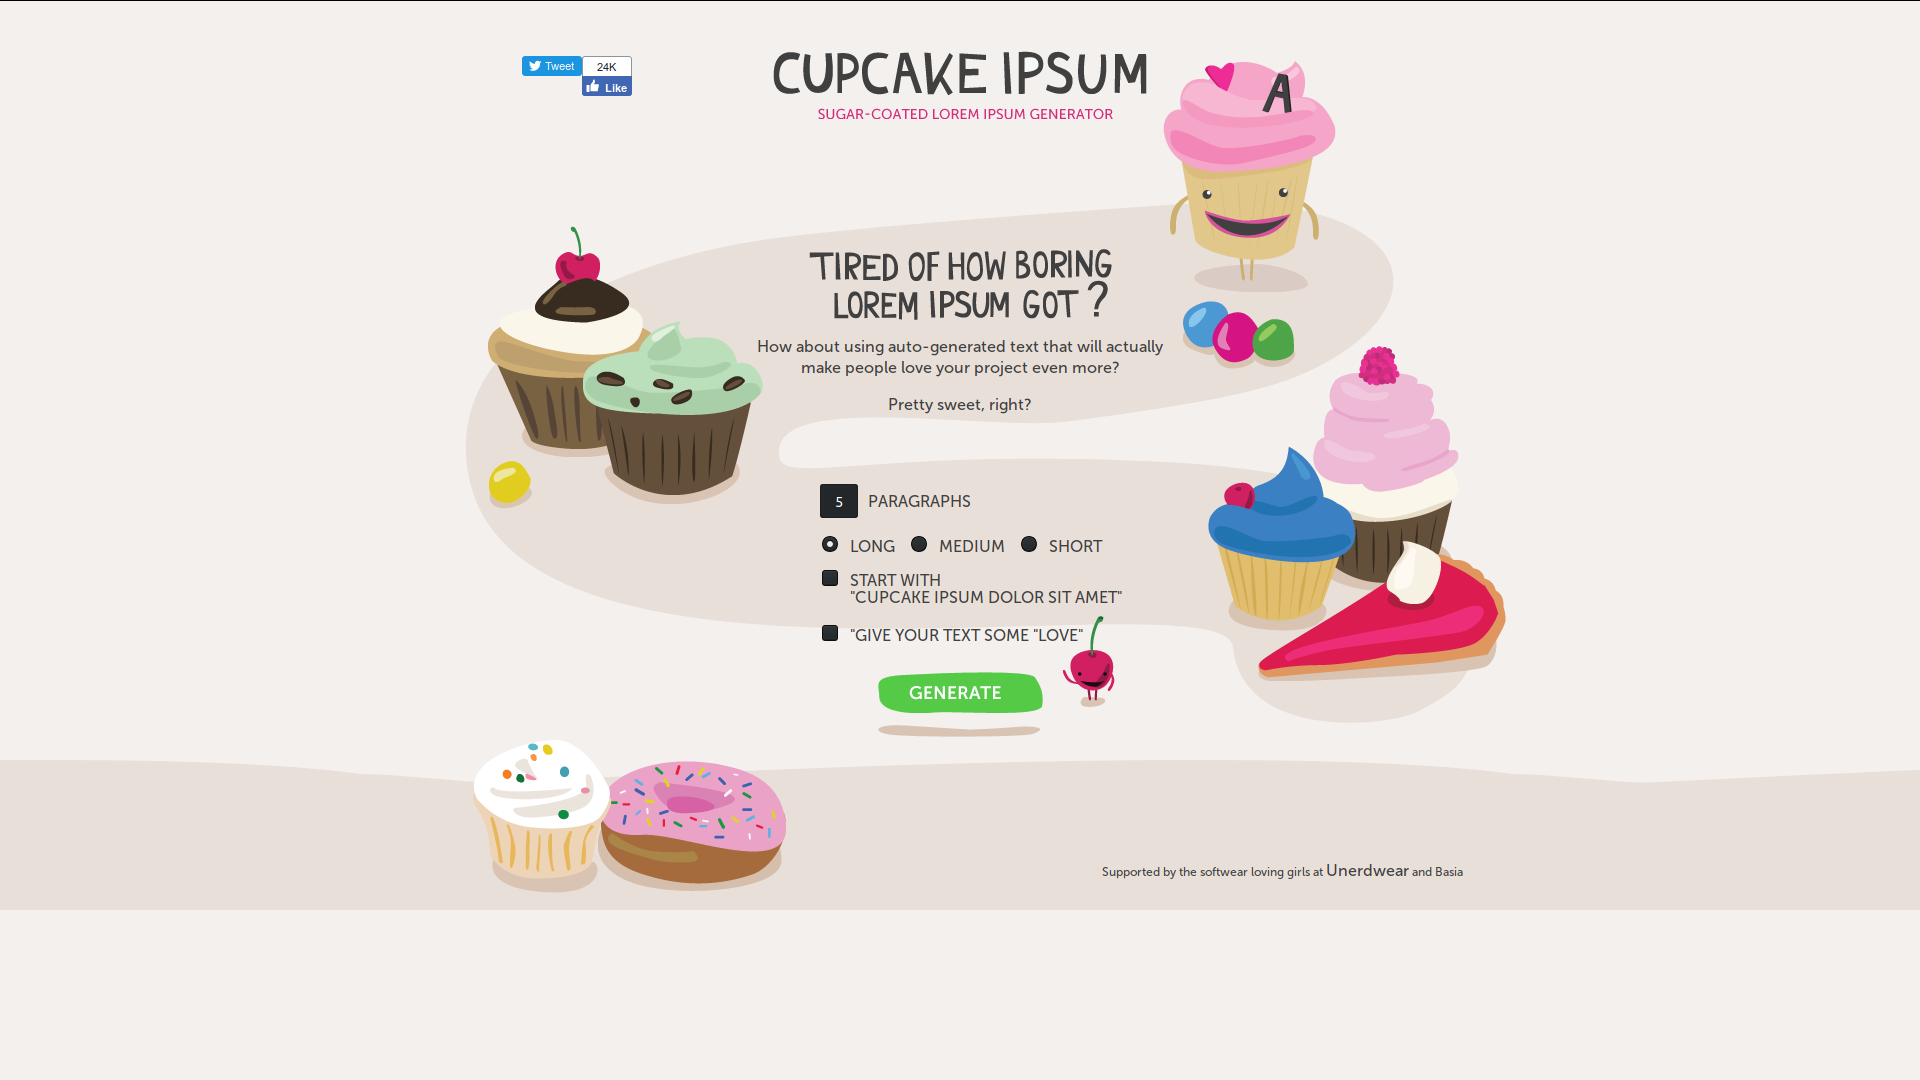 Tweet
24K
Like
CUPCAKE IPSUM
SUGAR-COATED LOREM IPSUM GENERATOR
A
TIRED OF HOW BORING
LOREM IPSUM GOT ?
How about using auto-generated text that will actually
make people love your project even more?
Pretty sweet, right?
5 PARAGRAPHS
LONG MEDIUM SHORT
START WITH
"CUPCAKE IPSUM DOLOR SIT AMET"
"GIVE YOUR TEXT SOME "LOVE"
GENERATE
Supported by the softwear loving girls at Unerdwear and Basia